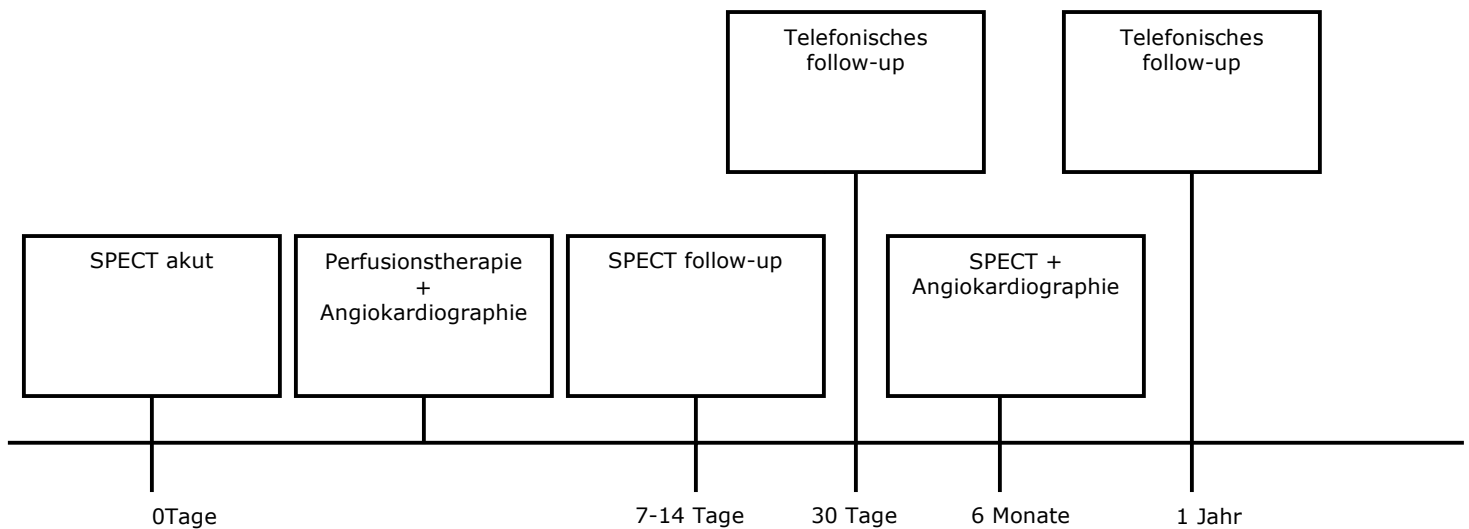 Telefonisches
follow-up
Telefonisches
follow-up
SPECT akut
Perfusionstherapie
+
Angiokardiographie
SPECT follow-up
SPECT +
Angiokardiographie
0Tage
7-14 Tage
30 Tage
6 Monate
1 Jahr